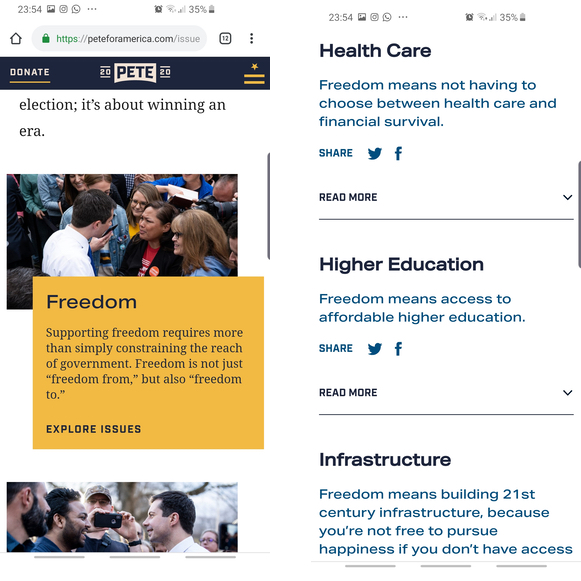 23:54 35%
https://peteforamerica.com/issue 12
DONATE 20 PETE 20
election; it’s about winning an
era.
Freedom
Supporting freedom requires more
than simply constraining the reach
of government. Freedom is not just
“freedom from,” but also “freedom
to.”
EXPLORE ISSUES
23:54 35%
Health Care
Freedom means not having to
choose between health care and
financial survival.
SHARE
READ MORE
Higher Education
Freedom means access to
affordable higher education.
SHARE
READ MORE
Infrastructure
Freedom means building 21st
century infrastructure, because
you’re not free to pursue
happiness if you don’t have access